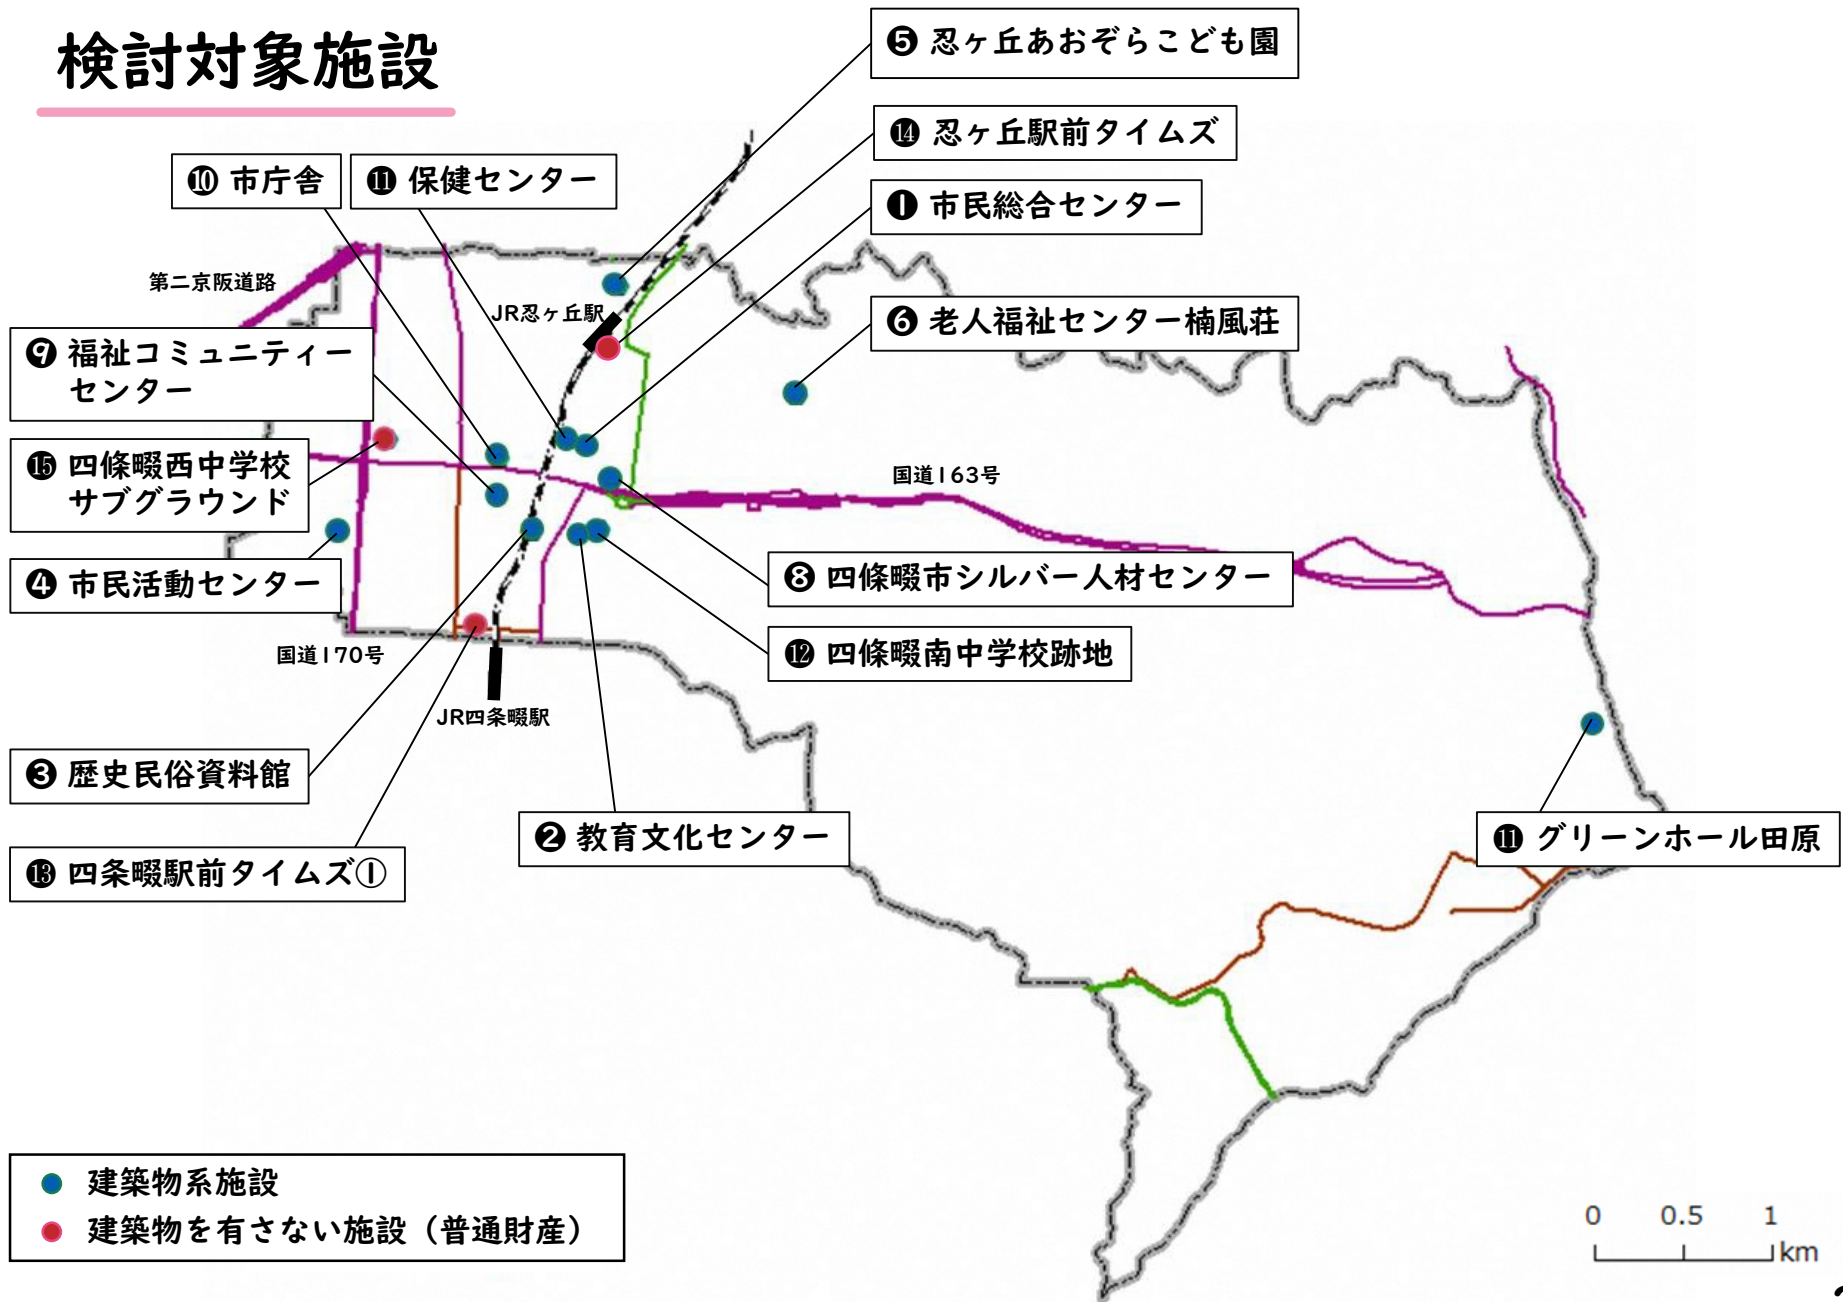 検討対象施設
❺ 忍ヶ丘あおぞらこども園
⓮ 忍ヶ丘駅前タイムズ
❿ 市庁舎
⓫ 保健センター
❶ 市民総合センター
第二京阪道路
JR忍ヶ丘駅
❻ 老人福祉センター楠風荘
❾ 福祉コミュニティー
センター
⓯ 四條畷西中学校
サブグラウンド
国道163号
❹ 市民活動センター
❽ 四條畷市シルバー人材センター
国道170号
⓬ 四條畷南中学校跡地
JR四条畷駅
❸ 歴史民俗資料館
❷ 教育文化センター
⓫ グリーンホール田原
⓭ 四条畷駅前タイムズ①
建築物系施設
建築物を有さない施設（普通財産）
0 0.5 1
km